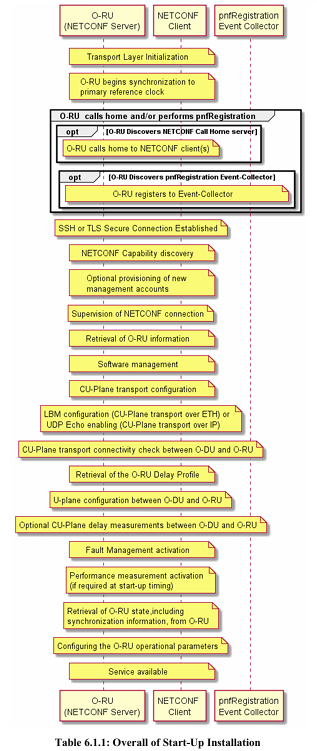 O-RU
(NETCONF Server)
NETCONF
Client
pnfRegistration
Event Collector
Transport Layer Initialization
O-RU begins synchronization to
primary reference clock
O-RU calls home and/or performs pnfRegistration
opt [O-RU Discovers NETCONF Call Home server]
O-RU calls home to NETCONF client(s)
opt [O-RU Discovers pnfRegistration Event-Collector]
O-RU registers to Event-Collector
SSH or TLS Secure Connection Established
NETCONF Capability discovery
Optional provisioning of new
management accounts
Supervision of NETCONF connection
Retrieval of O-RU information
Software management
CU-Plane transport configuration
LBM configuration (CU-Plane transport over ETH) or
UDP Echo enabling (CU-Plane transport over IP)
CU-Plane transport connectivity check between O-DU and O-RU
Retrieval of the O-RU Delay Profile
U-plane configuration between O-DU and O-RU
Optional CU-Plane delay measurements between O-DU and O-RU
Fault Management activation
Performance measurement activation
(if required at start-up timing)
Retrieval of O-RU state,including
synchronization information, from O-RU
Configuring the O-RU operational parameters
Service available
O-RU
(NETCONF Server)
NETCONF
Client
pnfRegistration
Event Collector
Table 6.1.1: Overall of Start-Up Installation